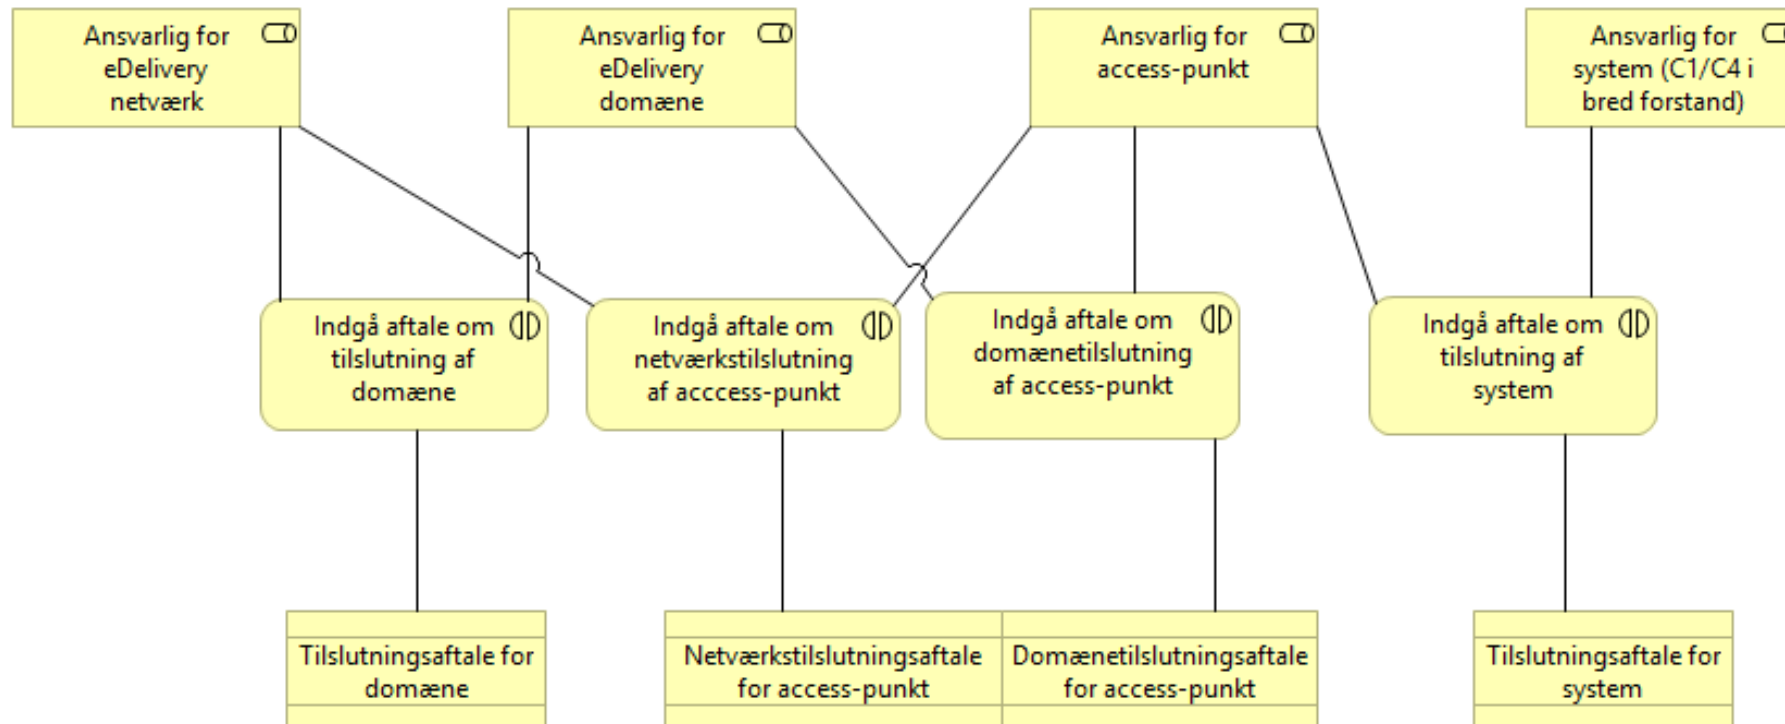 Ansvarlig for
eDelivery
netværk
Ansvarlig for
eDelivery
domæne
Ansvarlig for
access-punkt
Ansvarlig for
system (C1/C4 i
bred forstand)
Indgå aftale om
tilslutning af
domæne
Indgå aftale om
netværkstilslutning
af acccess-punkt
Indgå aftale om
domænetilslutning
af access-punkt
Indgå aftale om
tilslutning af
system
Tilslutningsaftale for
domæne
Netværkstilslutningsaftale
for access-punkt
Domænetilslutningsaftale
for access-punkt
Tilslutningsaftale for
system